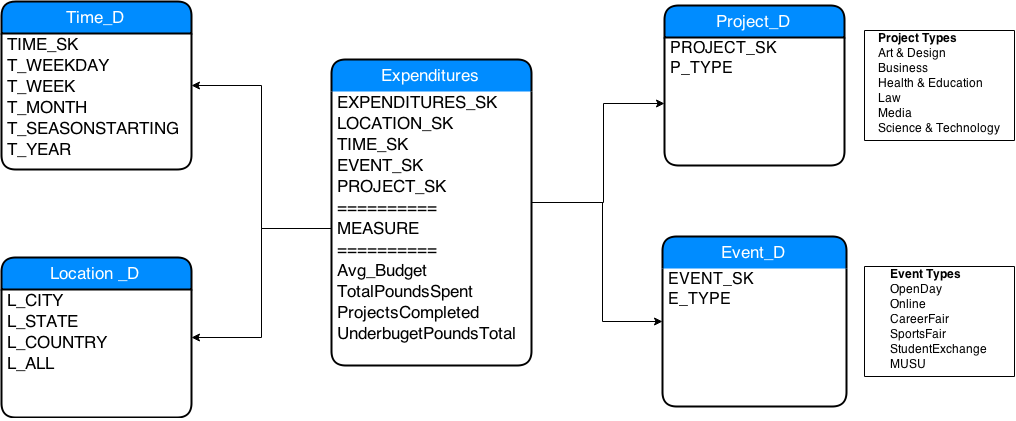 Time_D
TIME_SK
T_WEEKDAY
T_WEEK
T_MONTH
T_SEASONSTARTING
T_YEAR
Location _D
L_CITY
L_STATE
L_COUNTRY
L_ALL
Expenditures
EXPENDITURES_SK
LOCATION_SK
TIME_SK
EVENT_SK
PROJECT_SK
==========
MEASURE
==========
Avg_Budget
TotalPoundsSpent
ProjectsCompleted
UnderbugetPoundsTotal
Project_D
PROJECT_SK
P_TYPE
Project Types
Art & Design
Business
Health & Education
Law
Media
Science & Technology
Event_D
EVENT_SK
E_TYPE
Event Types
OpenDay
Online
CareerFair
SportsFair
StudentExchange
MUSU